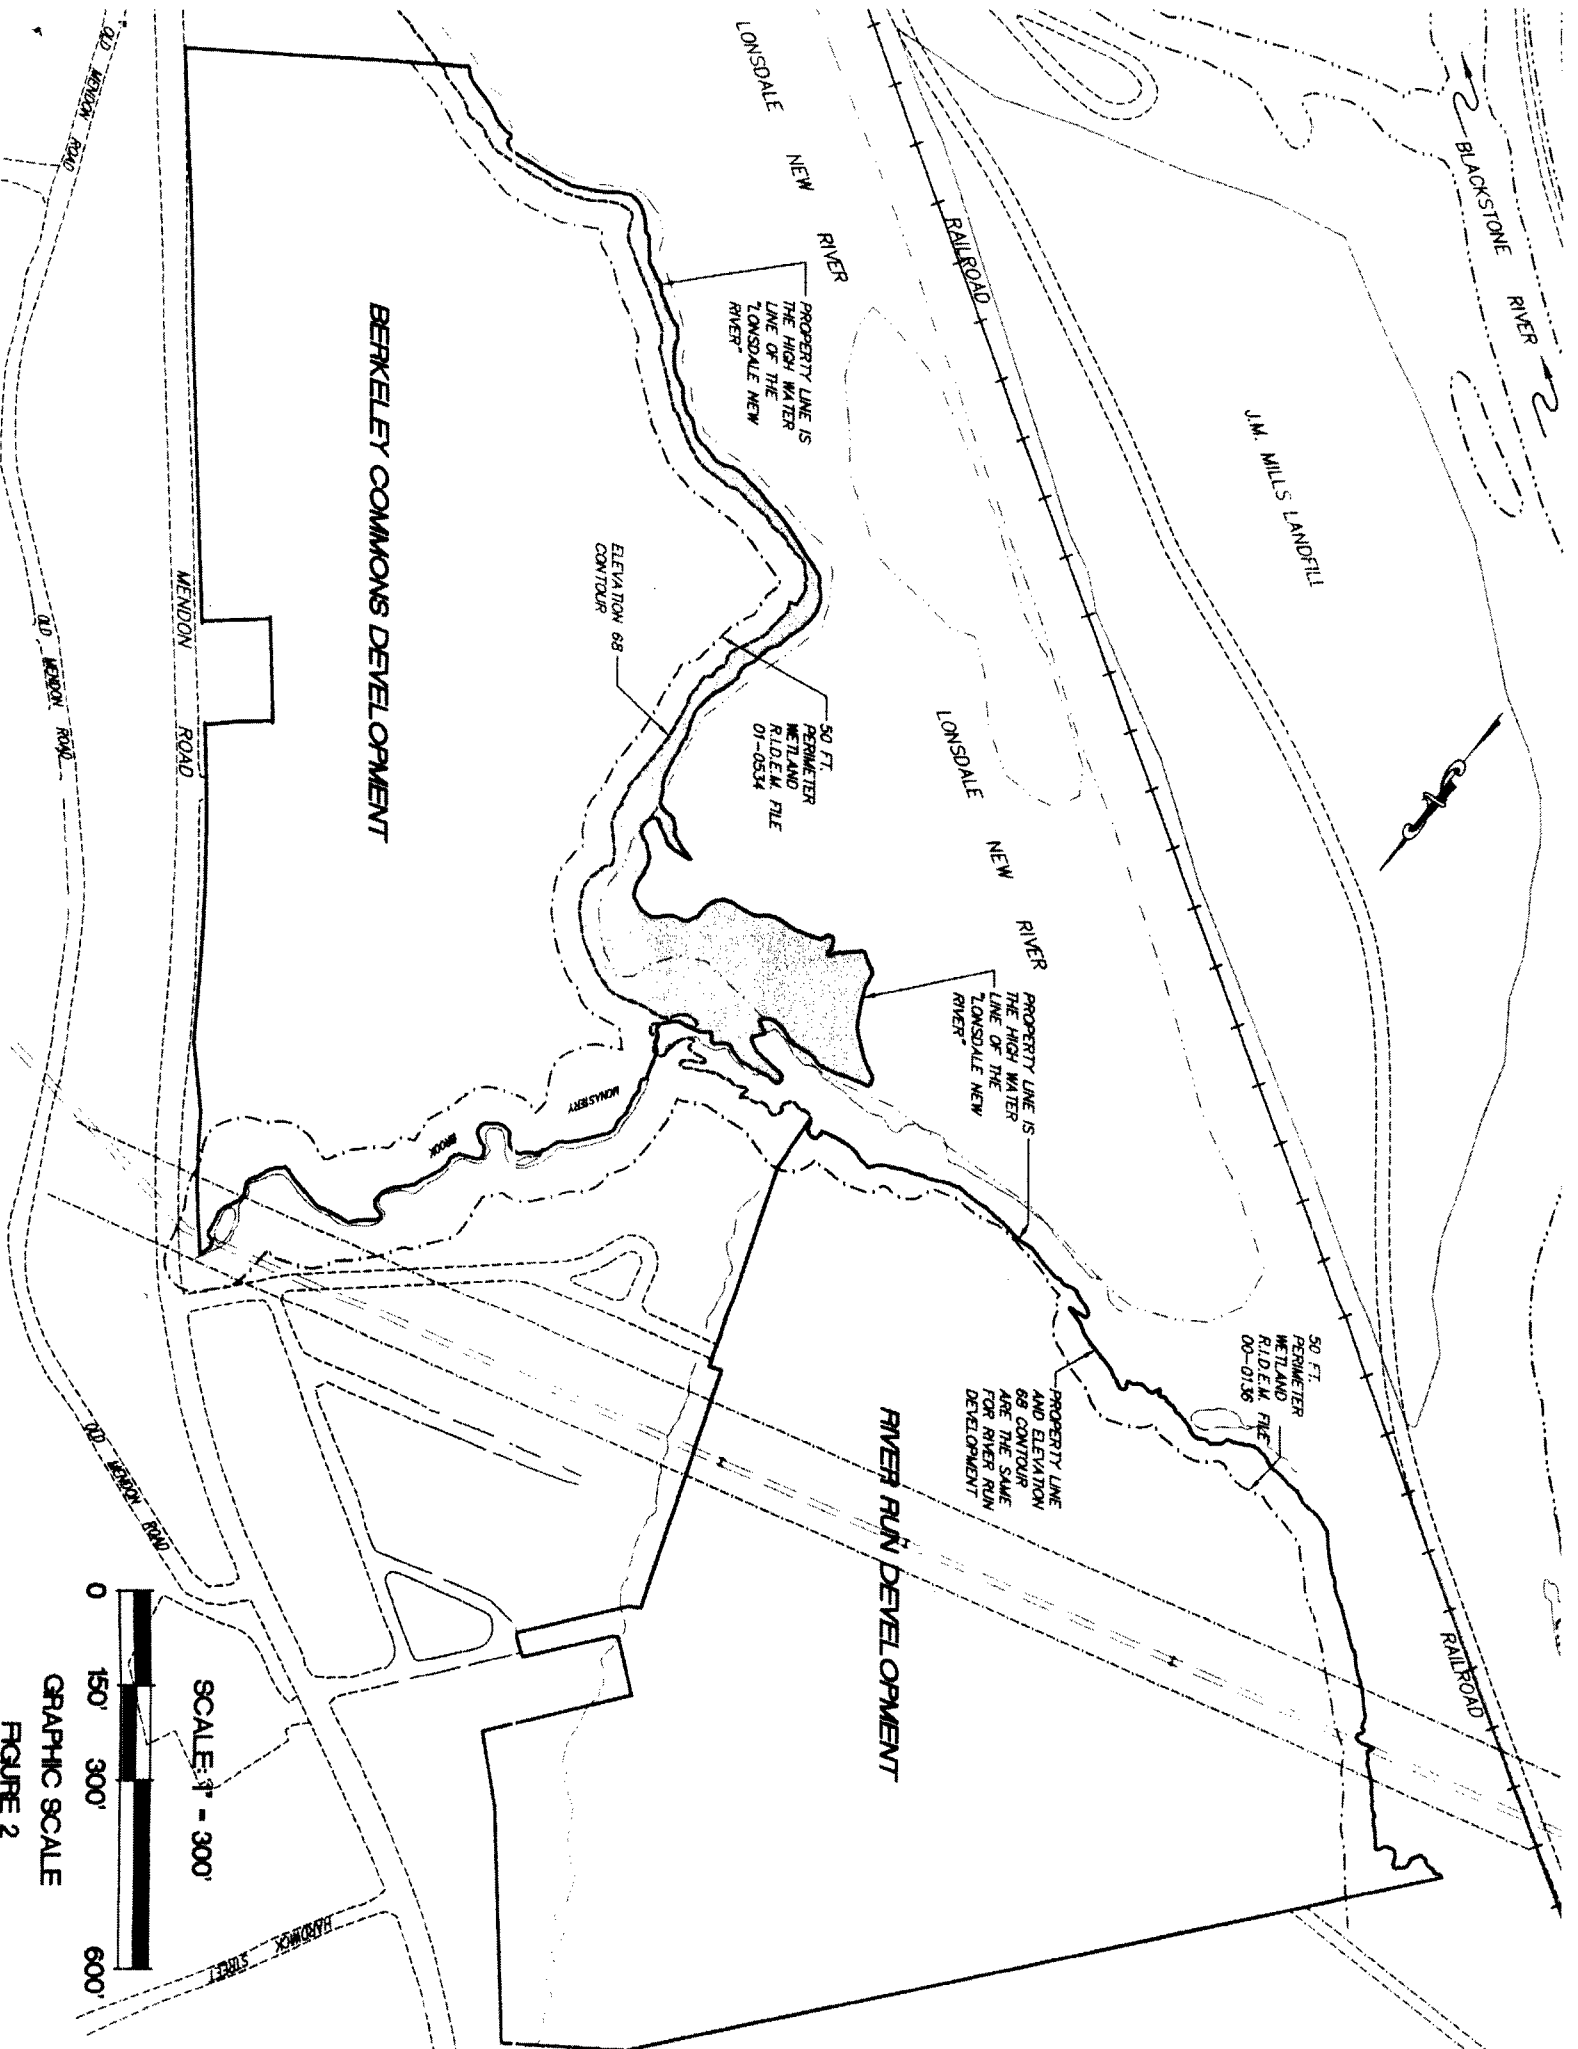 BLACKSTONE
RIVER
J.M. MILLS LANDFILL
RAILROAD
LONSDALE
NEW
RIVER
LONSDALE
NEW
RIVER
RAILROAD
PROPERTY LINE IS
THE HIGH WATER
LINE OF THE
"LONSDALE NEW
RIVER"
50 FT.
PERIMETER
WETLAND
R.I.D.E.M. FILE
01-0534
ELEVATION 68
CONTOUR
PROPERTY LINE IS
THE HIGH WATER
LINE OF THE
"LONSDALE NEW
RIVER"
50 FT.
PERIMETER
WETLAND
R.I.D.E.M. FILE
00-0136
PROPERTY LINE
AND ELEVATION
68 CONTOUR
ARE THE SAME
FOR RIVER RUN
DEVELOPMENT
BERKELEY COMMONS DEVELOPMENT
RIVER RUN DEVELOPMENT
MONASTERY
BROOK
MENDON
ROAD
OLD MENDON ROAD
OLD MENDON ROAD
OLD MENDON ROAD
HARDWICK
STREET
SCALE: 1" = 300'
0 150' 300' 600'
GRAPHIC SCALE
FIGURE 2